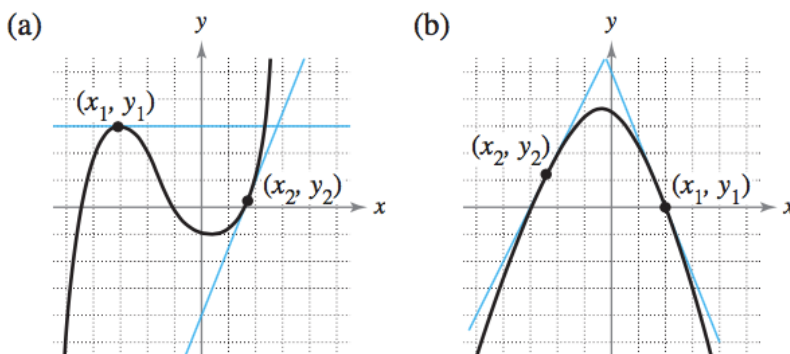 (a)
y
(x₁, y₁)
(x₂, y₂)
x
(b)
y
(x₂, y₂)
(x₁, y₁)
x